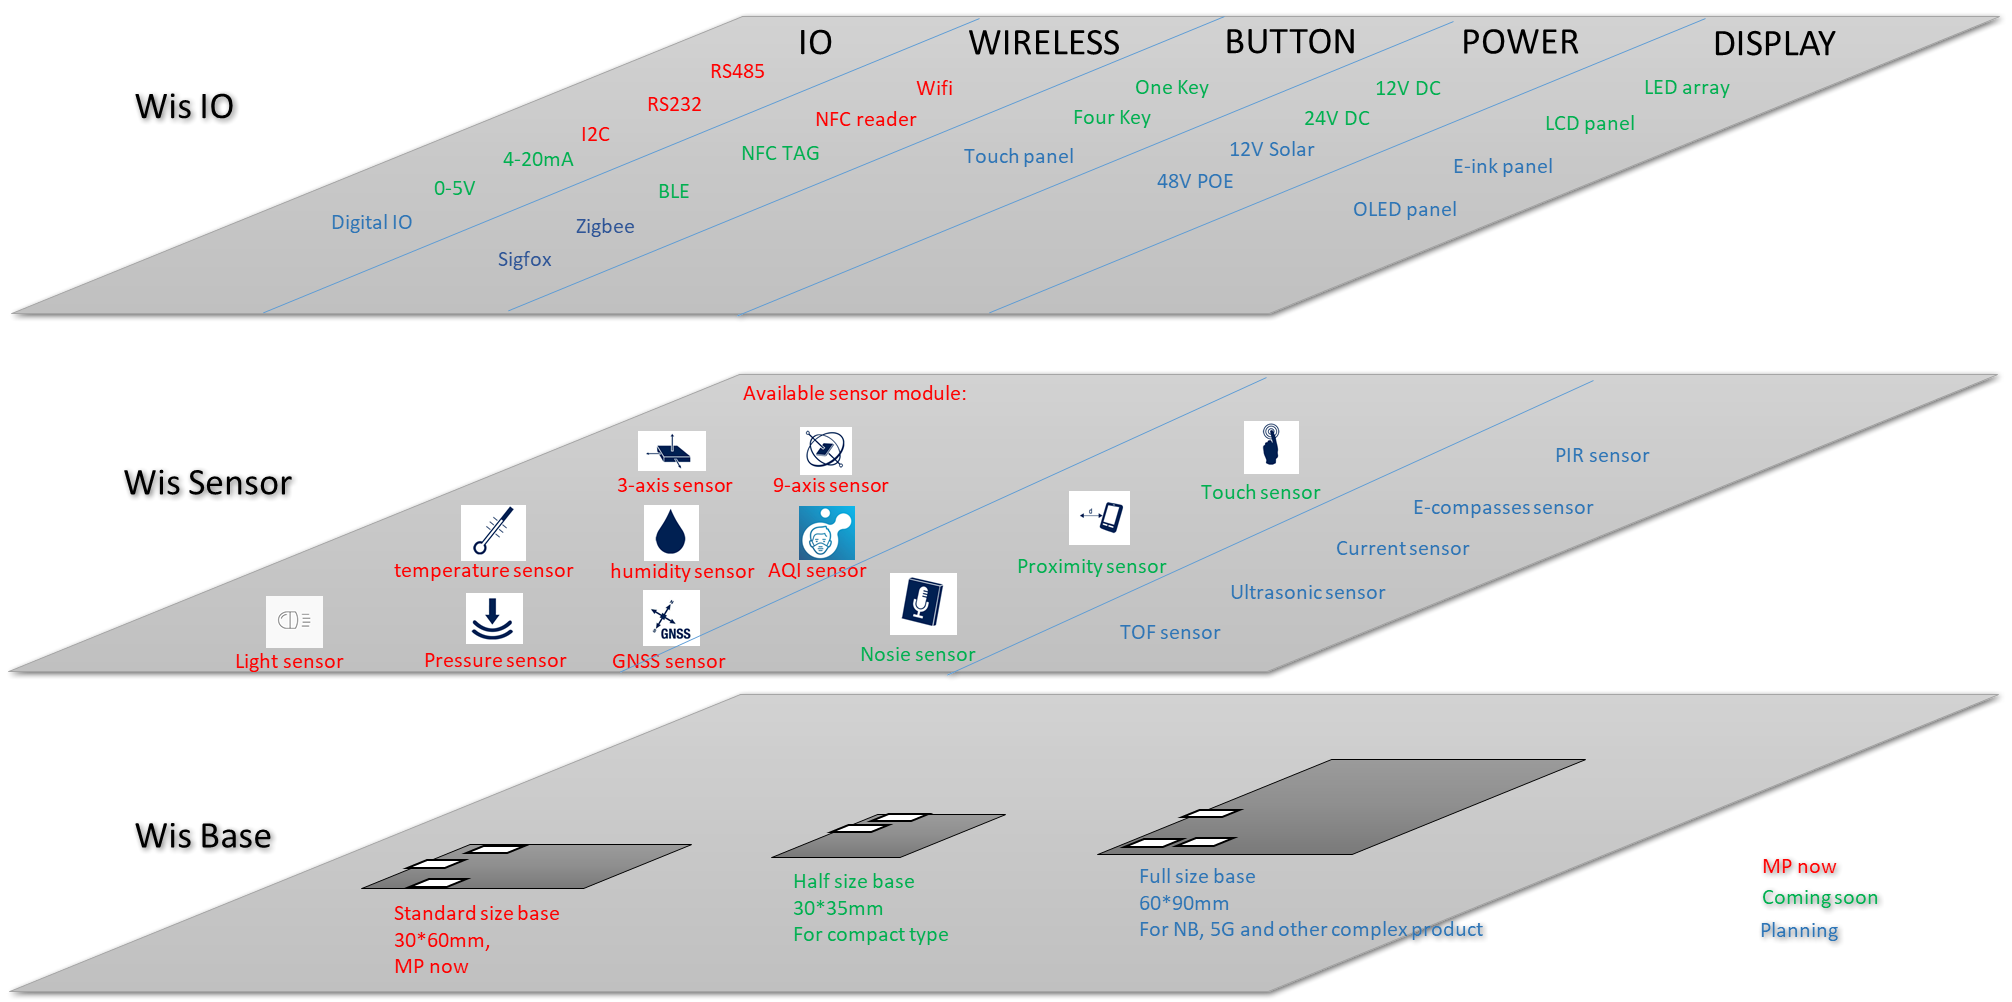 Wis IO
IO
RS485
RS232
I2C
4-20mA
0-5V
Digital IO
WIRELESS
Wifi
NFC reader
NFC TAG
BLE
Zigbee
Sigfox
BUTTON
One Key
Four Key
Touch panel
POWER
12V DC
24V DC
12V Solar
48V POE
DISPLAY
LED array
LCD panel
E-ink panel
OLED panel
Wis Sensor
Available sensor module:
3-axis sensor
9-axis sensor
temperature sensor
humidity sensor
AQI sensor
Light sensor
Pressure sensor
GNSS
GNSS sensor
Touch sensor
d
Proximity sensor
Nosie sensor
PIR sensor
E-compasses sensor
Current sensor
Ultrasonic sensor
TOF sensor
Wis Base
Standard size base
30*60mm,
MP now
Half size base
30*35mm
For compact type
Full size base
60*90mm
For NB, 5G and other complex product
MP now
Coming soon
Planning